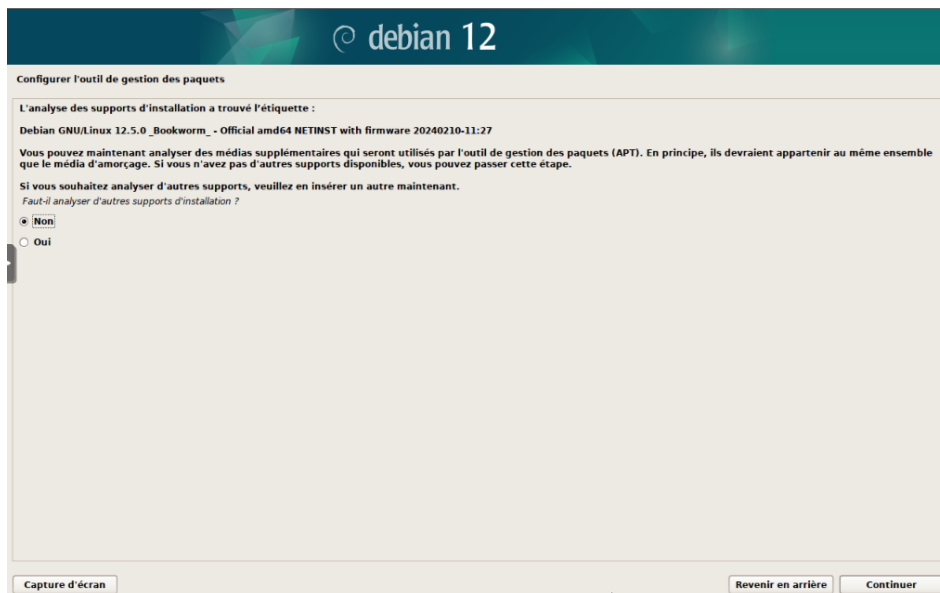 debian 12
Configurer l'outil de gestion des paquets
L'analyse des supports d'installation a trouvé l'étiquette :
Debian GNU/Linux 12.5.0 _Bookworm_ - Official amd64 NETINST with firmware 20240210-11:27
Vous pouvez maintenant analyser des médias supplémentaires qui seront utilisés par l'outil de gestion des paquets (APT). En principe, ils devraient appartenir au même ensemble
que le média d'amorçage. Si vous n'avez pas d'autres supports disponibles, vous pouvez passer cette étape.
Si vous souhaitez analyser d'autres supports, veuillez en insérer un autre maintenant.
Faut-il analyser d'autres supports d'installation ?
Non
Oui
Capture d'écran
Revenir en arrière
Continuer